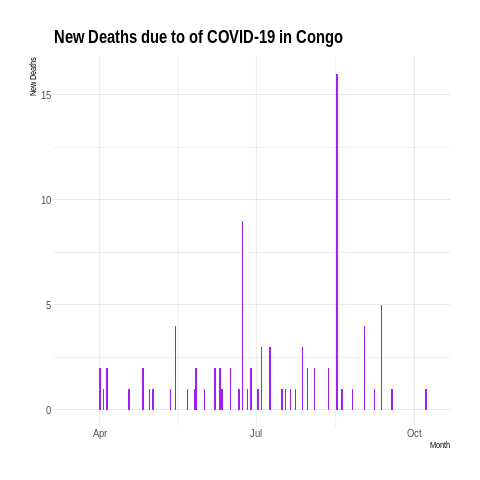 New Deaths due to of COVID-19 in Congo
New Deaths
15
10
5
0
Apr
Jul
Oct
Month